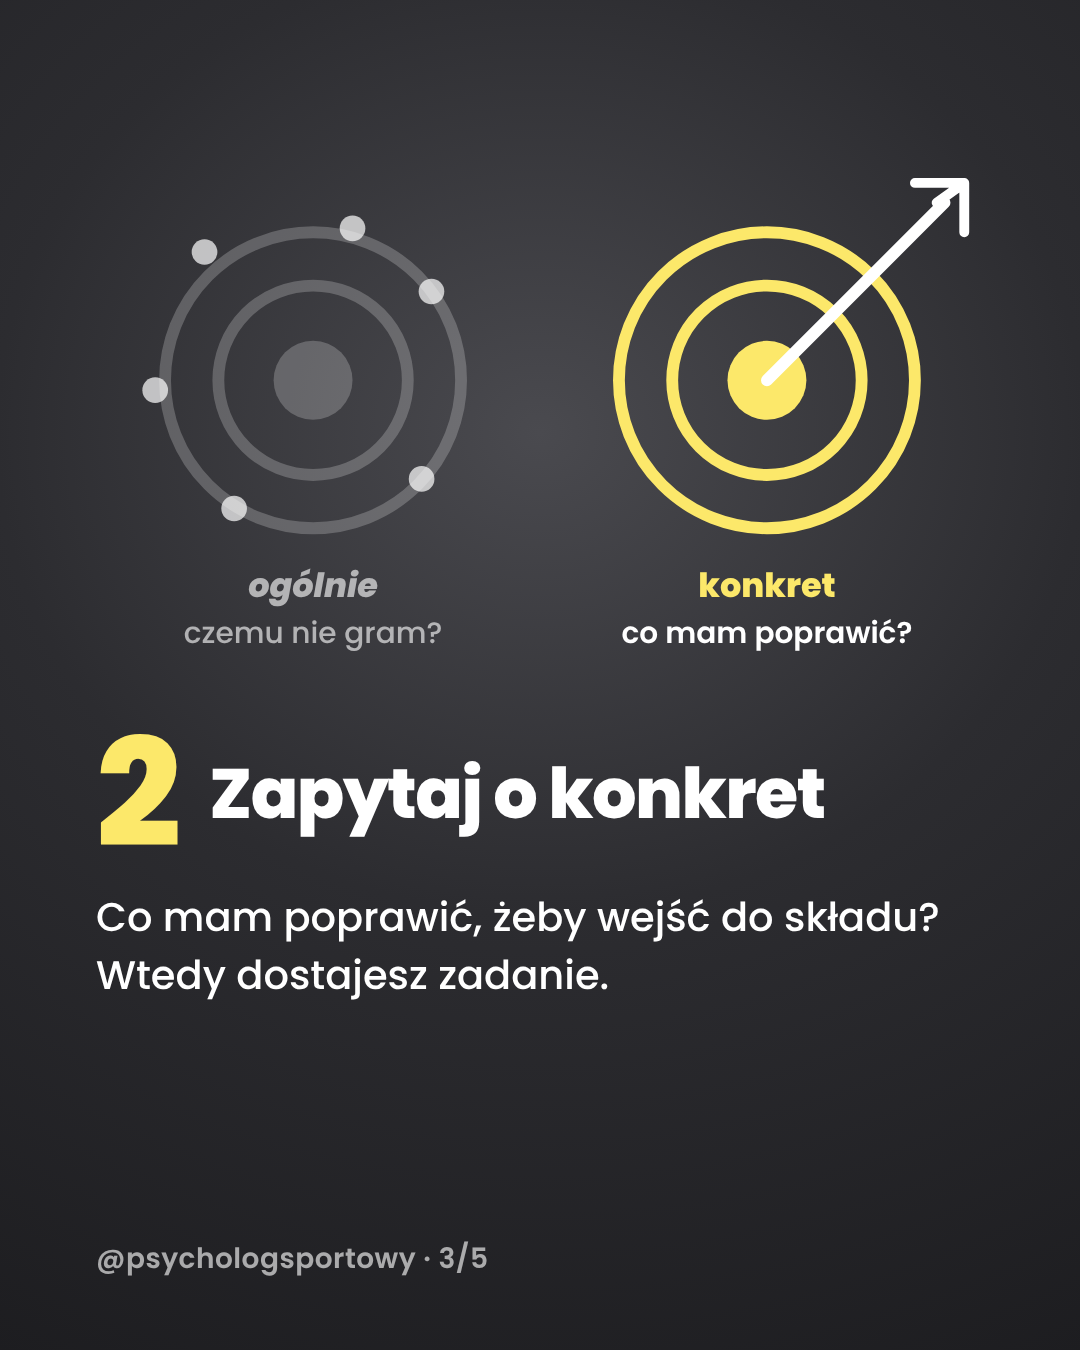 ogólnie
czemu nie gram?
konkret
co mam poprawić?
2 Zapytaj o konkret
Co mam poprawić, żeby wejść do składu?
Wtedy dostajesz zadanie.
@psychologsportowy · 3/5